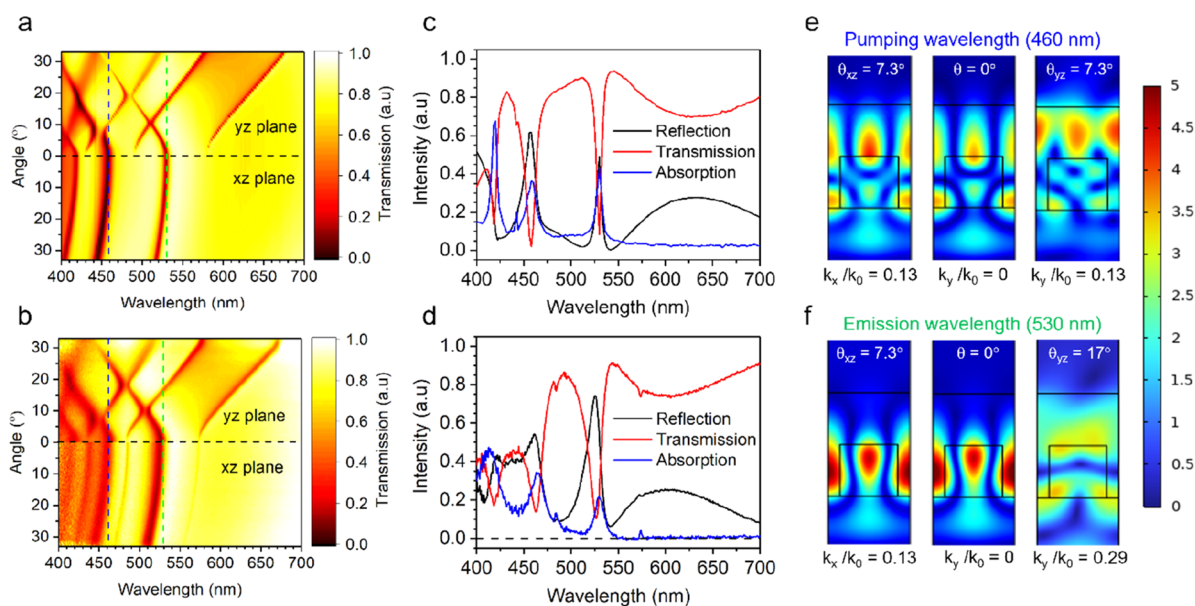 a
30
20
10
0
10
20
30
Angle (°)
yz plane
xz plane
400 450 500 550 600 650 700
Wavelength (nm)
1.0
0.8
0.6
0.4
0.2
0.0
Transmission (a.u)
b
30
20
10
0
10
20
30
Angle (°)
yz plane
xz plane
400 450 500 550 600 650 700
Wavelength (nm)
1.0
0.8
0.6
0.4
0.2
0.0
Transmission (a.u)
c
1.0
0.8
0.6
0.4
0.2
0.0
Intensity (a.u)
Reflection
Transmission
Absorption
400 450 500 550 600 650 700
Wavelength (nm)
d
1.0
0.8
0.6
0.4
0.2
0.0
Intensity (a.u)
Reflection
Transmission
Absorption
400 450 500 550 600 650 700
Wavelength (nm)
e
Pumping wavelength (460 nm)
θxz = 7.3° θ = 0° θyz = 7.3°
kx /k0 = 0.13 ky /k0 = 0 ky /k0 = 0.13
f
Emission wavelength (530 nm)
θxz = 7.3° θ = 0° θyz = 17°
kx /k0 = 0.13 ky /k0 = 0 ky /k0 = 0.29
5
4.5
4
3.5
3
2.5
2
1.5
1
0.5
0